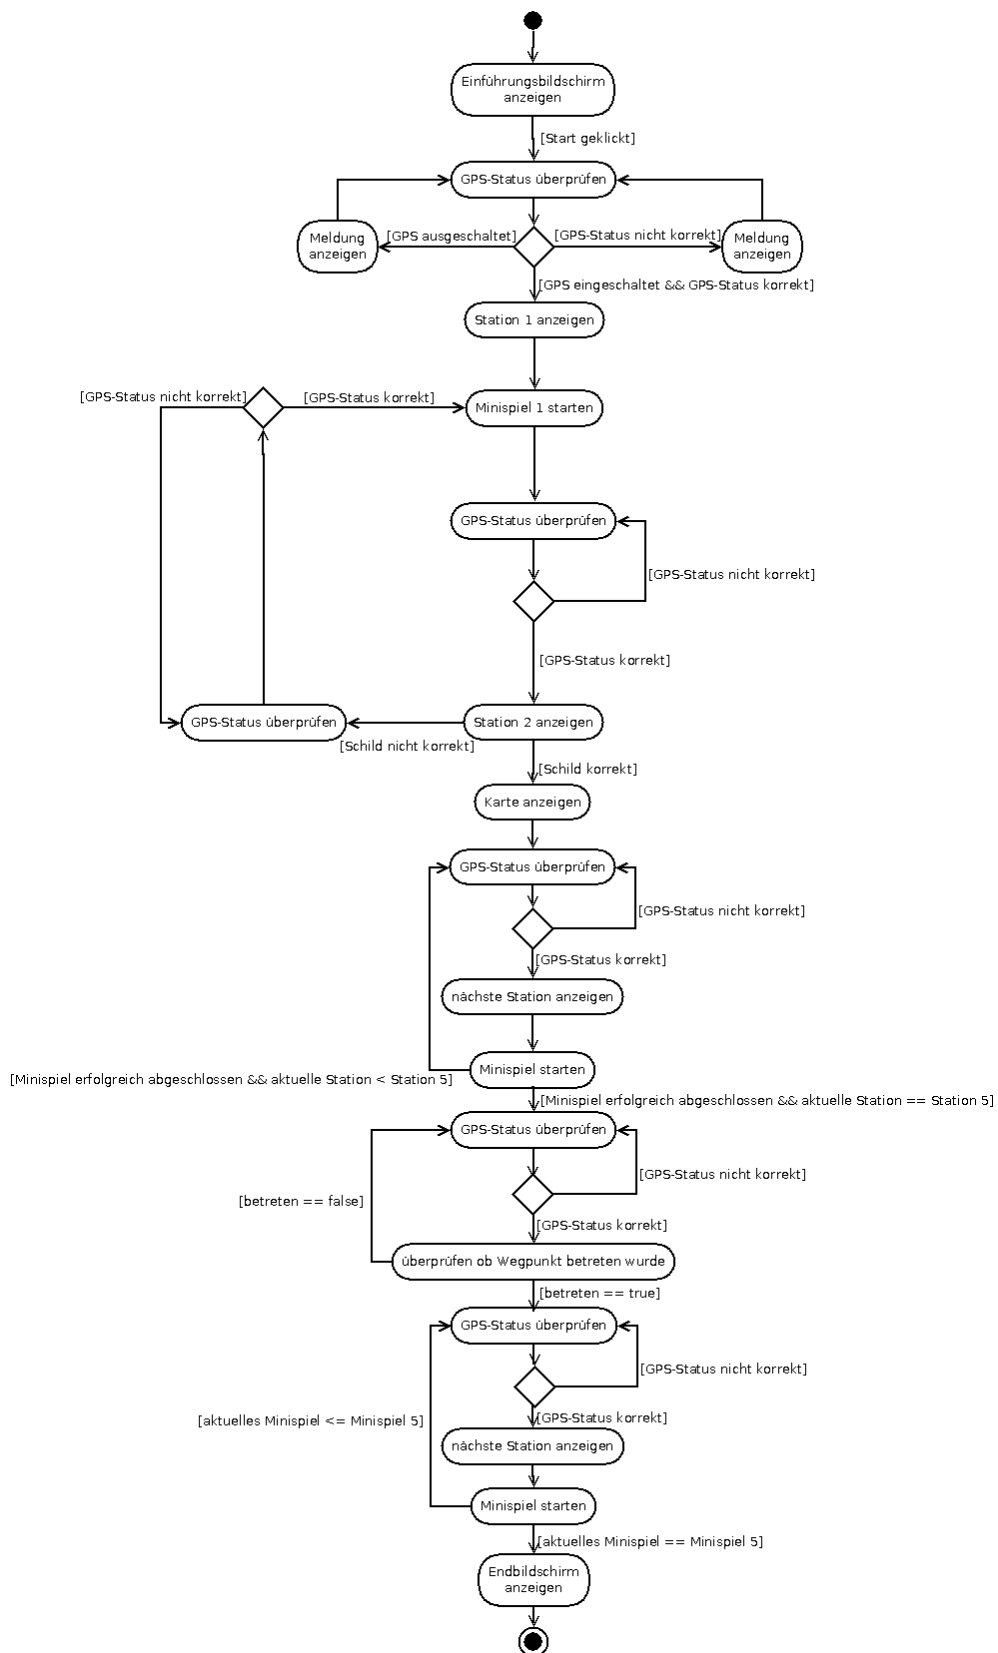 Einführungsbildschirm
anzeigen
[Start geklickt]
GPS-Status überprüfen
[GPS ausgeschaltet]
[GPS-Status nicht korrekt]
Meldung
anzeigen
Meldung
anzeigen
[GPS eingeschaltet && GPS-Status korrekt]
Station 1 anzeigen
[GPS-Status nicht korrekt]
[GPS-Status korrekt]
Minispiel 1 starten
GPS-Status überprüfen
[GPS-Status nicht korrekt]
[GPS-Status korrekt]
GPS-Status überprüfen
Station 2 anzeigen
[Schild nicht korrekt]
[Schild korrekt]
Karte anzeigen
GPS-Status überprüfen
[GPS-Status nicht korrekt]
[GPS-Status korrekt]
nächste Station anzeigen
Minispiel starten
[Minispiel erfolgreich abgeschlossen && aktuelle Station < Station 5]
[Minispiel erfolgreich abgeschlossen && aktuelle Station == Station 5]
GPS-Status überprüfen
[GPS-Status nicht korrekt]
[betreten == false]
[GPS-Status korrekt]
überprüfen ob Wegpunkt betreten wurde
[betreten == true]
GPS-Status überprüfen
[GPS-Status nicht korrekt]
[GPS-Status korrekt]
[aktuelles Minispiel <= Minispiel 5]
nächste Station anzeigen
Minispiel starten
[aktuelles Minispiel == Minispiel 5]
Endbildschirm
anzeigen